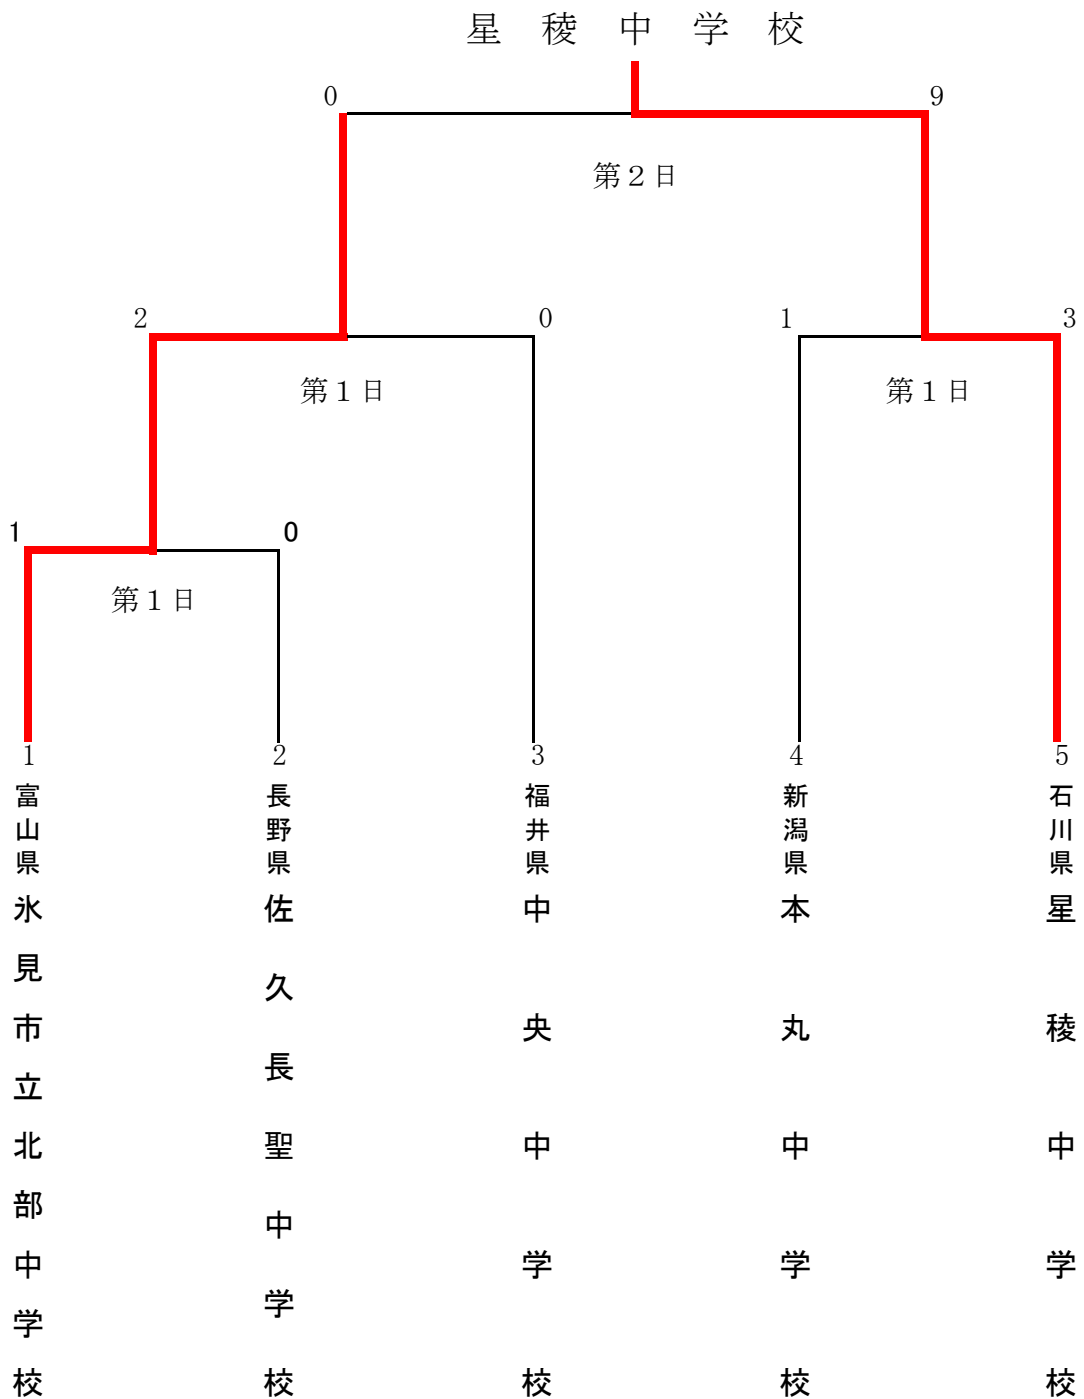 星稜中学校
0
9
第2日
2
0
1
3
第1日
第1日
1
0
第1日
1
2
3
4
5
富山県
長野県
福井県
新潟県
石川県
氷見市立北部中学校
佐久長聖中学校
中央中学校
本丸中学校
星稜中学校